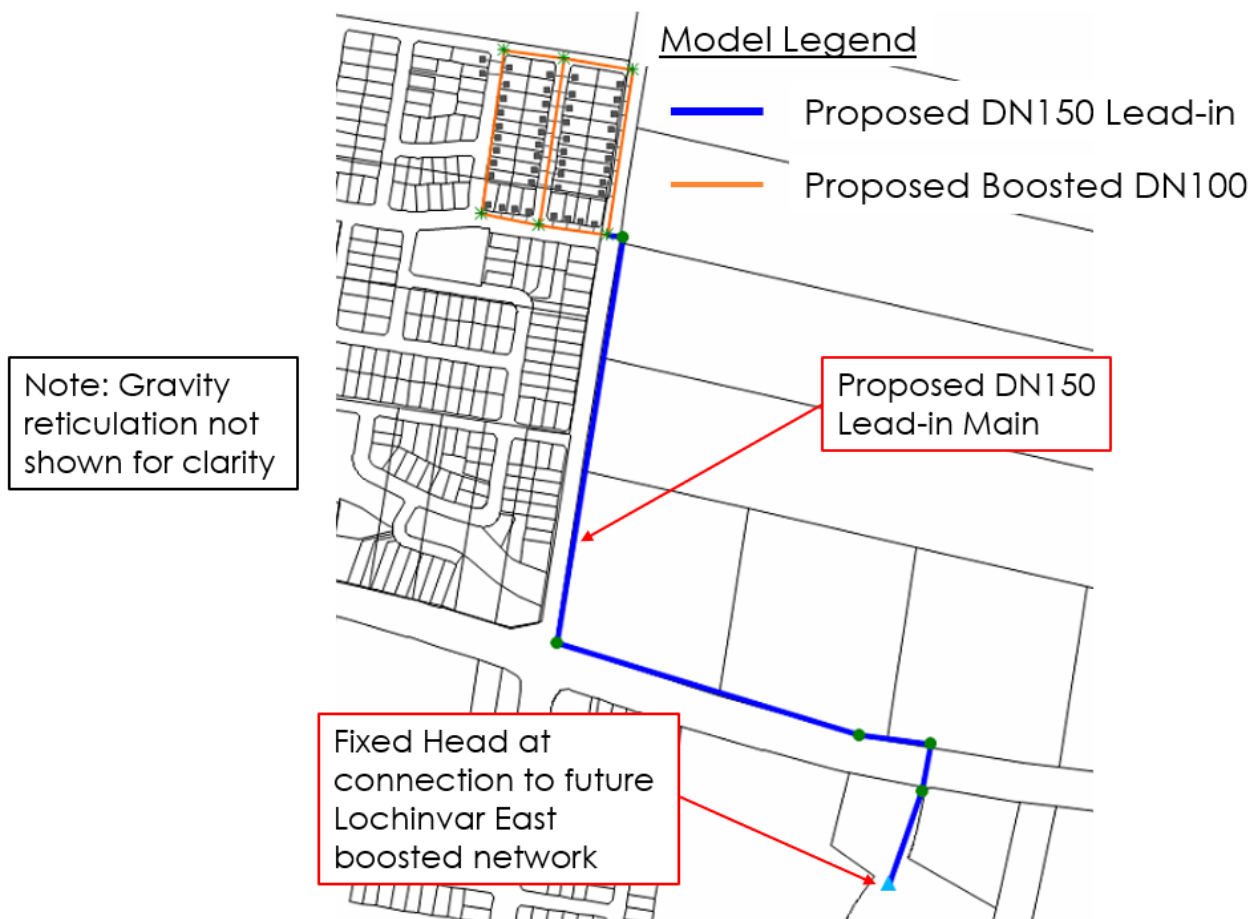 Model Legend
Proposed DN150 Lead-in
Proposed Boosted DN100
Note: Gravity
reticulation not
shown for clarity
Proposed DN150
Lead-in Main
Fixed Head at
connection to future
Lochinvar East
boosted network